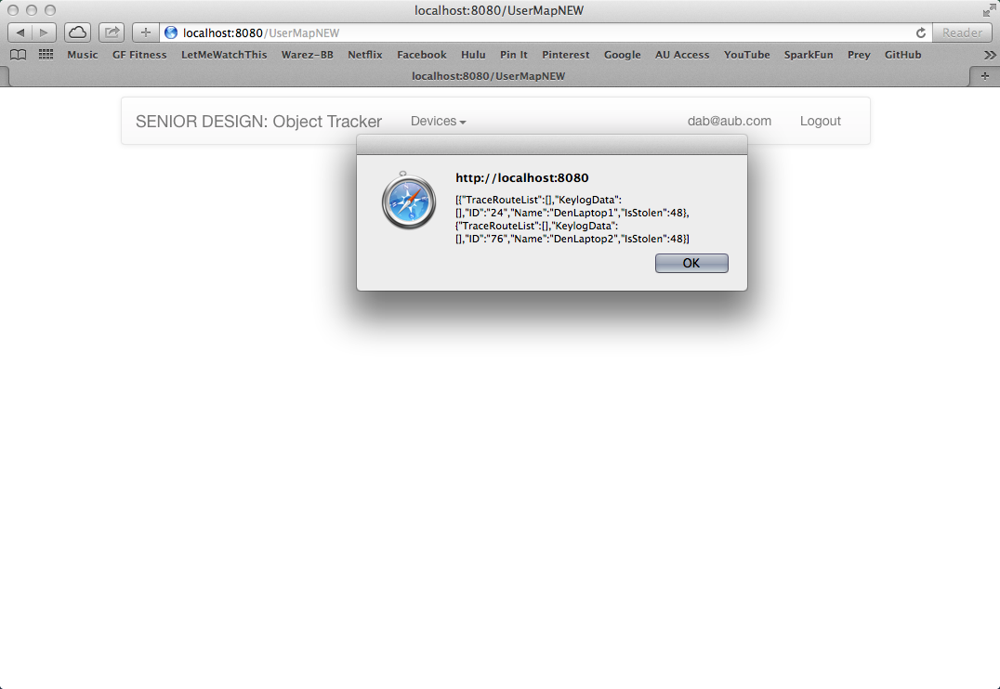 localhost:8080/UserMapNEW
localhost:8080/UserMapNEW
Reader
Music GF Fitness LetMeWatchThis Warez-BB Netflix Facebook Hulu Pin It Pinterest Google AU Access YouTube SparkFun Prey GitHub
localhost:8080/UserMapNEW
SENIOR DESIGN: Object Tracker Devices dab@aub.com Logout
http://localhost:8080
[{"TraceRouteList":[],"KeylogData":
[],"ID":"24","Name":"DenLaptop1","IsStolen":48},
{"TraceRouteList":[],"KeylogData":
[],"ID":"76","Name":"DenLaptop2","IsStolen":48}]
OK